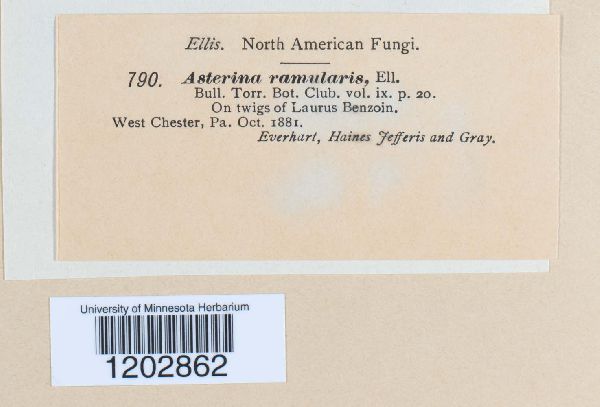 Ellis. North American Fungi.
790. Asterina ramularis, Ell.
Bull. Torr. Bot. Club. vol. ix. p. 20.
On twigs of Laurus Benzoin.
West Chester, Pa. Oct. 1881.
Everhart, Haines Jefferis and Gray.
University of Minnesota Herbarium
1202862